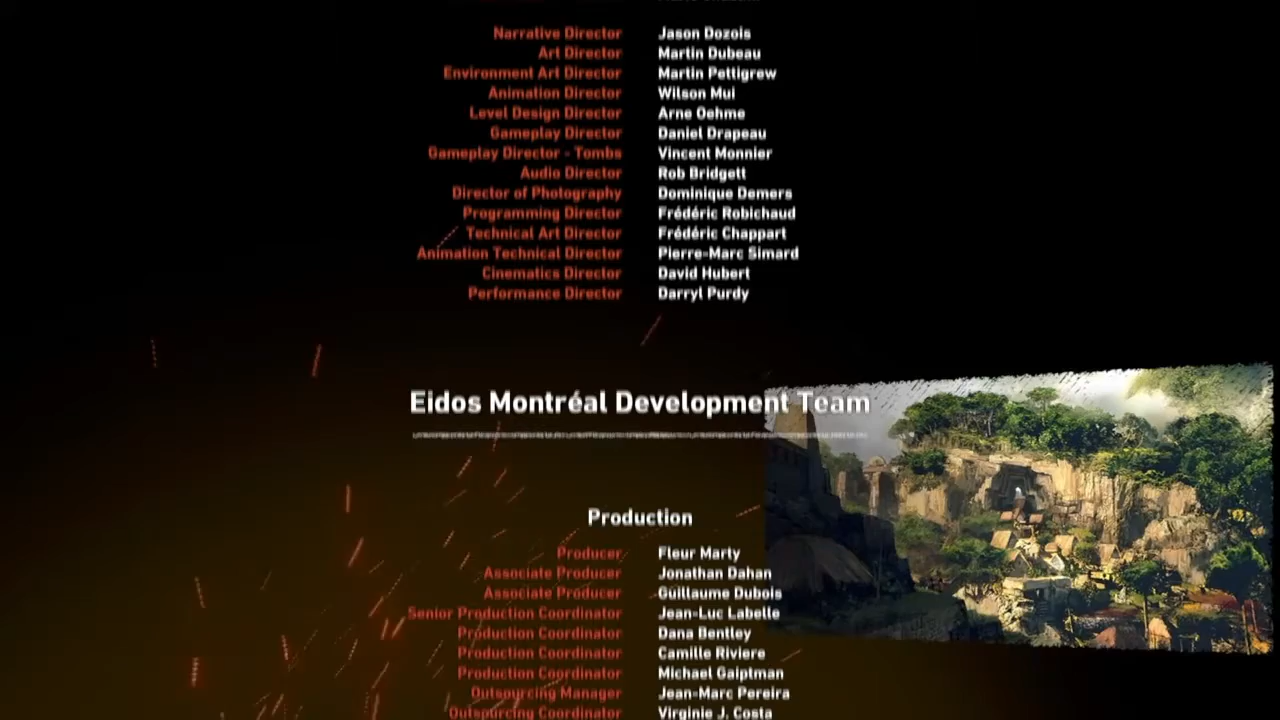 Narrative Director Jason Dozois
Art Director Martin Dubeau
Environment Art Director Martin Pettigrew
Animation Director Wilson Mui
Level Design Director Arne Oehme
Gameplay Director Daniel Drapeau
Gameplay Director - Tombs Vincent Monnier
Audio Director Rob Bridgett
Director of Photography Dominique Demers
Programming Director Frédéric Robichaud
Technical Art Director Frédéric Chappart
Animation Technical Director Pierre-Marc Simard
Cinematics Director David Hubert
Performance Director Darryl Purdy
Eidos Montréal Development Team
Production
Producer Fleur Marty
Associate Producer Jonathan Dahan
Associate Producer Guillaume Dubois
Senior Production Coordinator Jean-Luc Labelle
Production Coordinator Dana Bentley
Production Coordinator Camille Riviere
Production Coordinator Michael Gaiptman
Outsourcing Manager Jean-Marc Pereira
Outsourcing Coordinator Virginie J. Costa